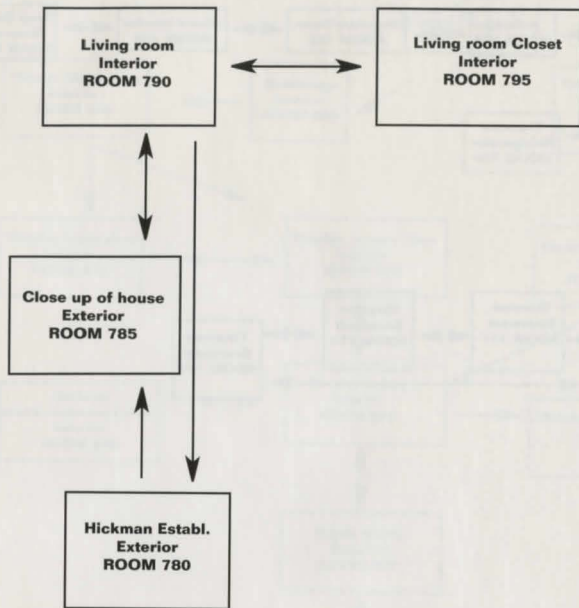 Living room
Interior
ROOM 790
Living room Closet
Interior
ROOM 795
Close up of house
Exterior
ROOM 785
Hickman Establ.
Exterior
ROOM 780